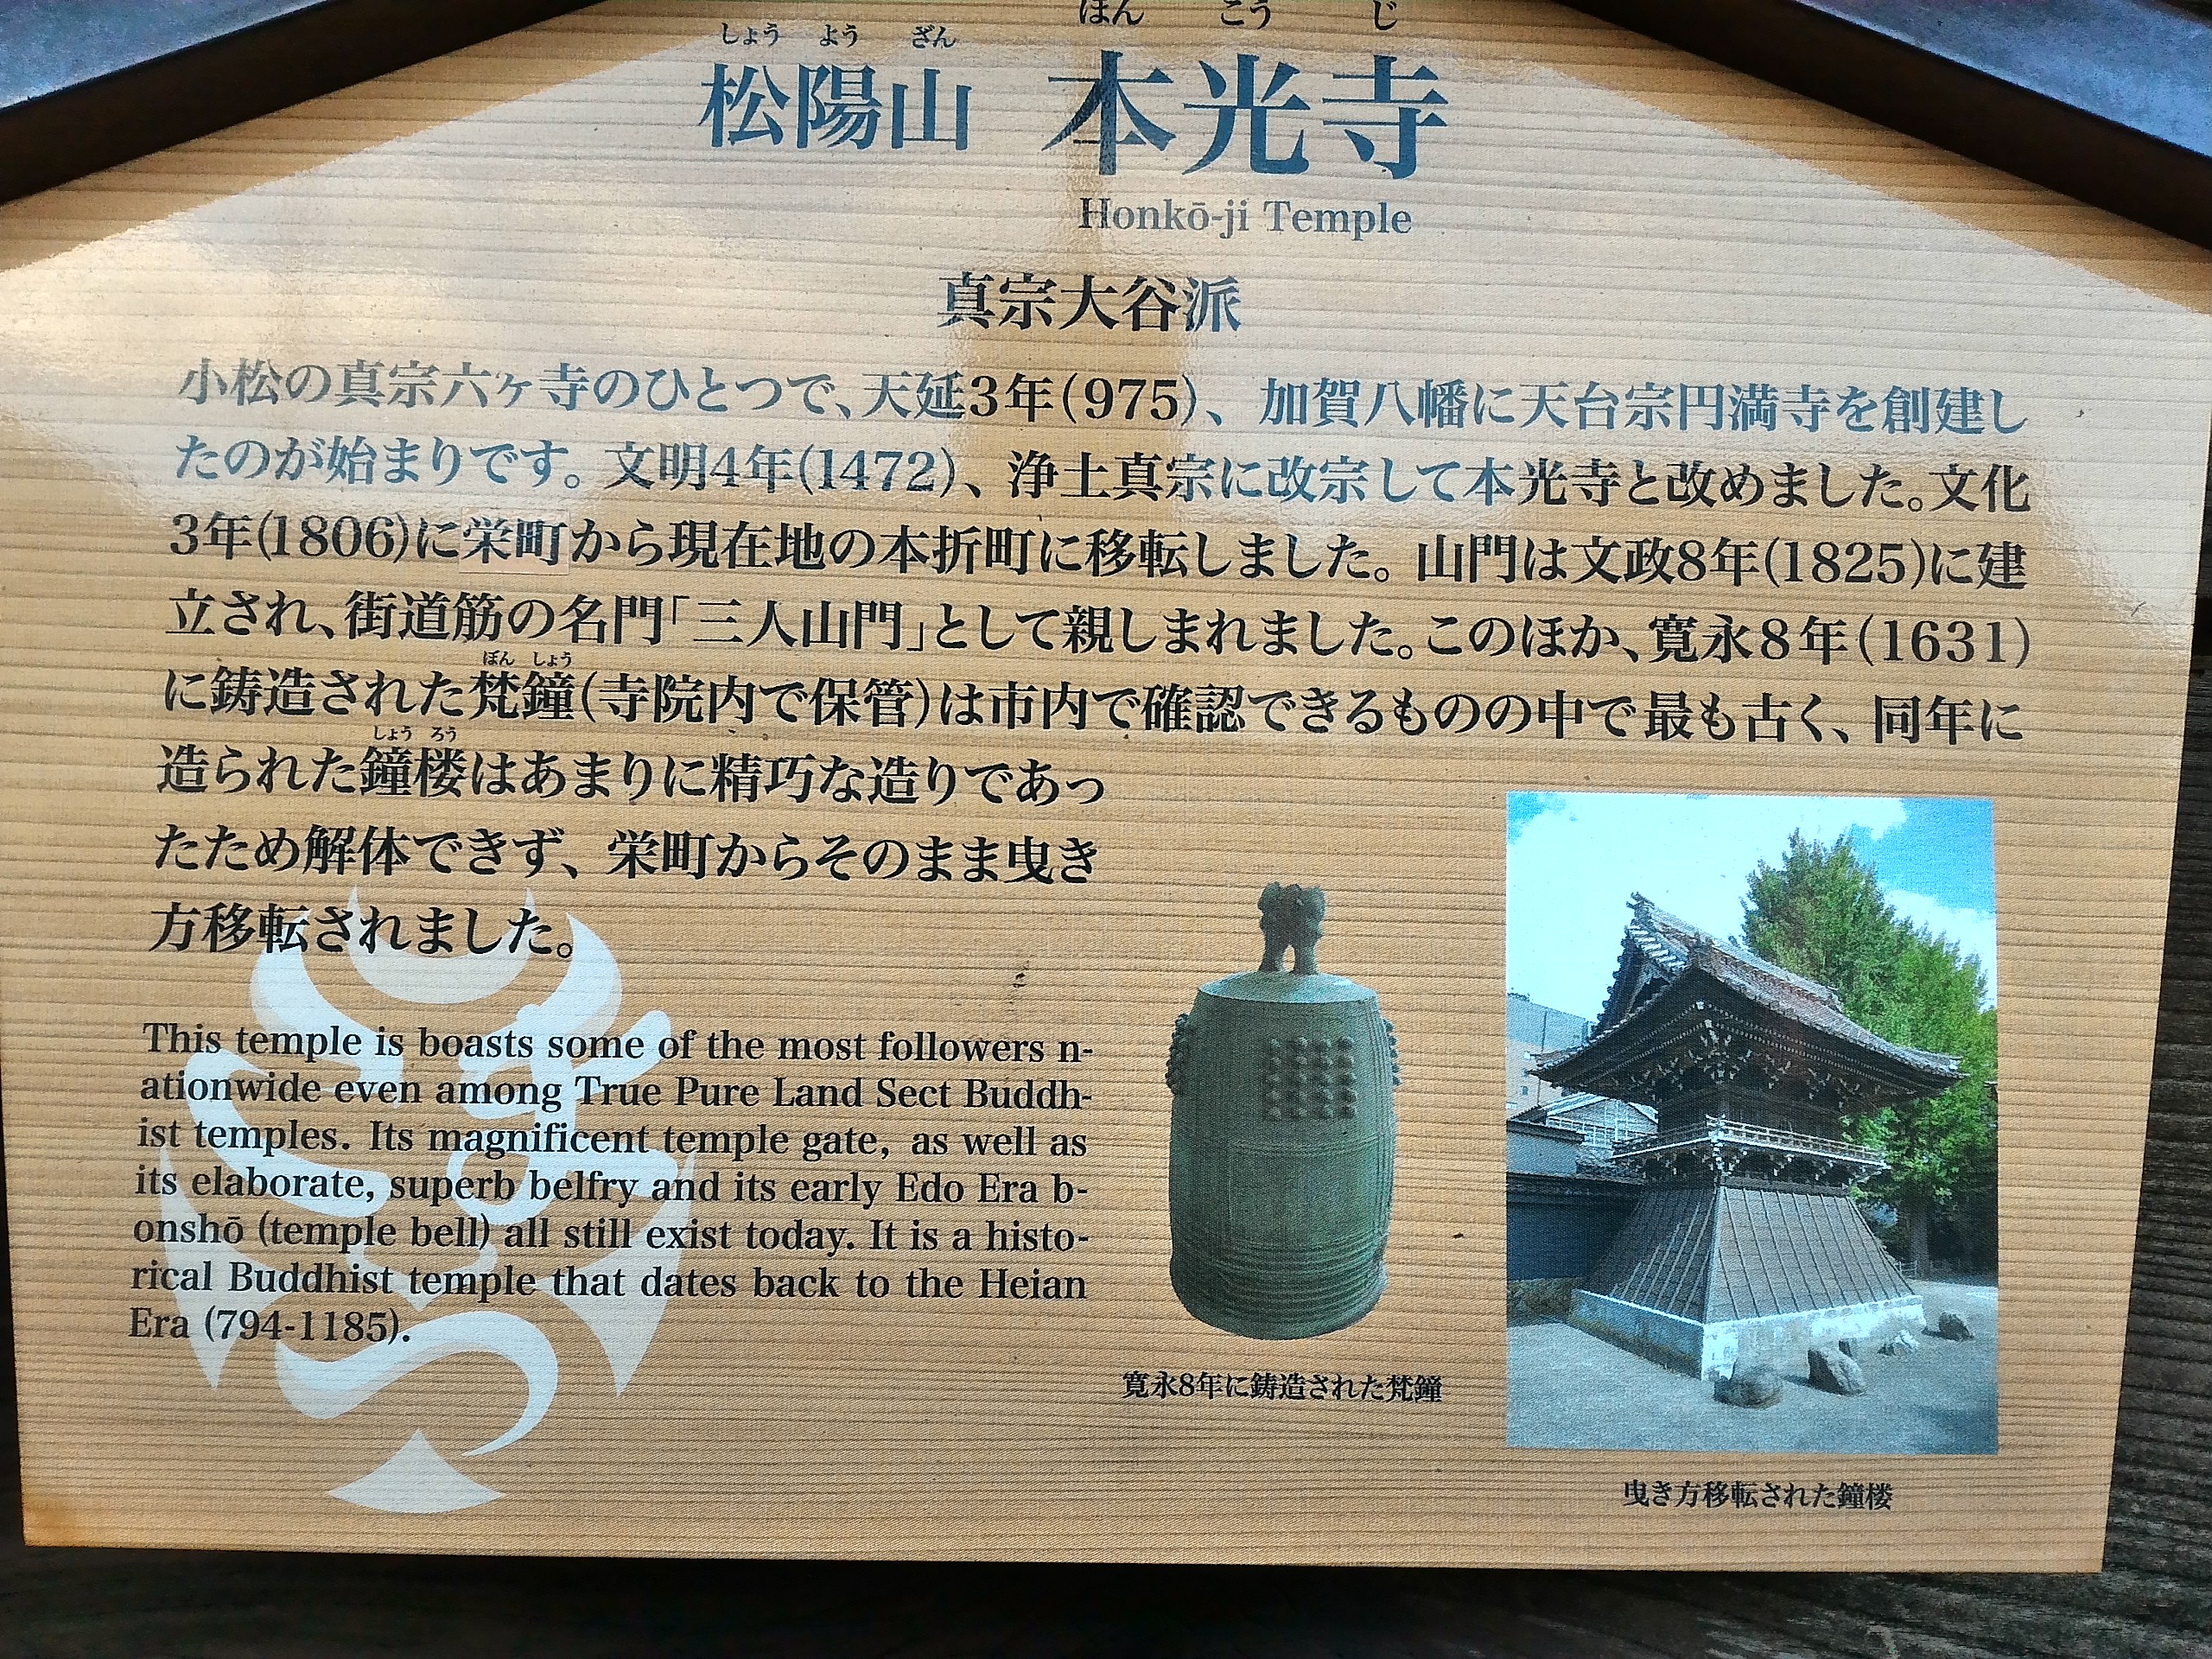 ほん こう じ
しょう よう ざん
松陽山 本光寺
Honkō-ji Temple
真宗大谷派
小松の真宗六ヶ寺のひとつで、天延3年(975)、加賀八幡に天台宗円満寺を創建し
たのが始まりです。文明4年(1472)、浄土真宗に改宗して本光寺と改めました。文化
3年(1806)に栄町から現在地の本折町に移転しました。山門は文政8年(1825)に建
立され、街道筋の名門「三人山門」として親しまれました。このほか、寛永8年(1631)
ぼん しょう
に鋳造された梵鐘(寺院内で保管)は市内で確認できるものの中で最も古く、同年に
しょう ろう
造られた鐘楼はあまりに精巧な造りであっ
たため解体できず、栄町からそのまま曳き
方移転されました。
This temple is boasts some of the most followers n-
ationwide even among True Pure Land Sect Buddh-
ist temples. Its magnificent temple gate, as well as
its elaborate, superb belfry and its early Edo Era b-
onshō (temple bell) all still exist today. It is a histo-
rical Buddhist temple that dates back to the Heian
Era (794-1185).
寛永8年に鋳造された梵鐘
曳き方移転された鐘楼